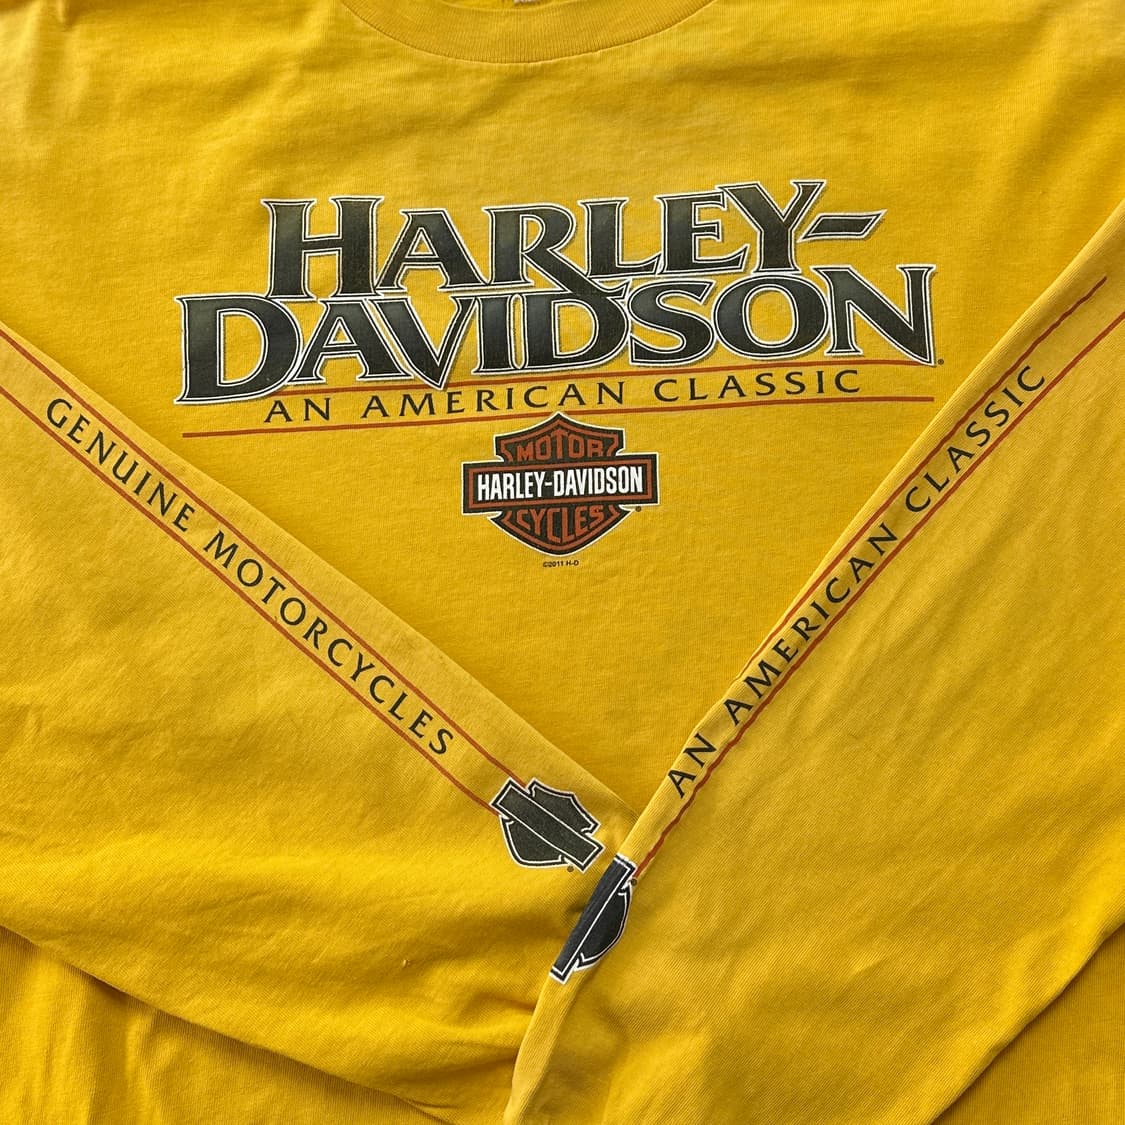 HARLEY-
DAVIDSON
AN AMERICAN CLASSIC
MOTOR
HARLEY-DAVIDSON
CYCLES
©2011 H-D
GENUINE MOTORCYCLES
AN AMERICAN CLASSIC